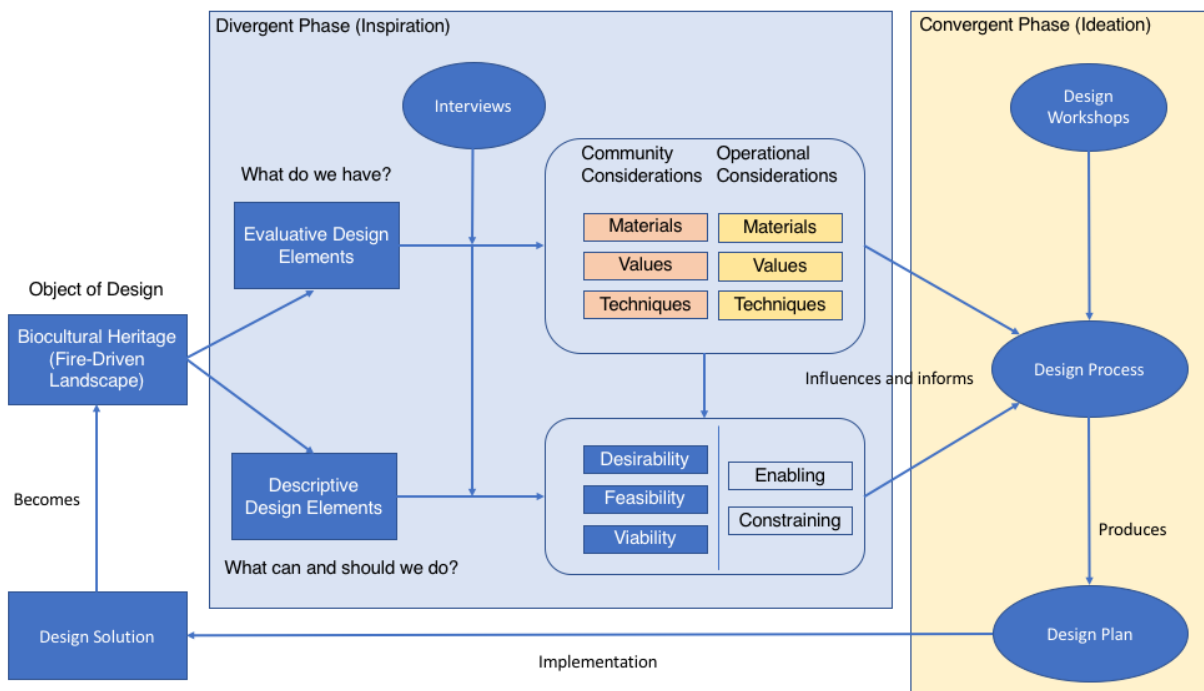 Divergent Phase (Inspiration)
Convergent Phase (Ideation)
Interviews
Design
Workshops
Community
Considerations
Operational
Considerations
What do we have?
Materials
Materials
Evaluative Design
Elements
Values
Values
Techniques
Techniques
Object of Design
Biocultural Heritage
(Fire-Driven
Landscape)
Influences and informs
Design Process
Desirability
Enabling
Feasibility
Descriptive
Design Elements
Constraining
Viability
Becomes
Produces
What can and should we do?
Design Solution
Design Plan
Implementation